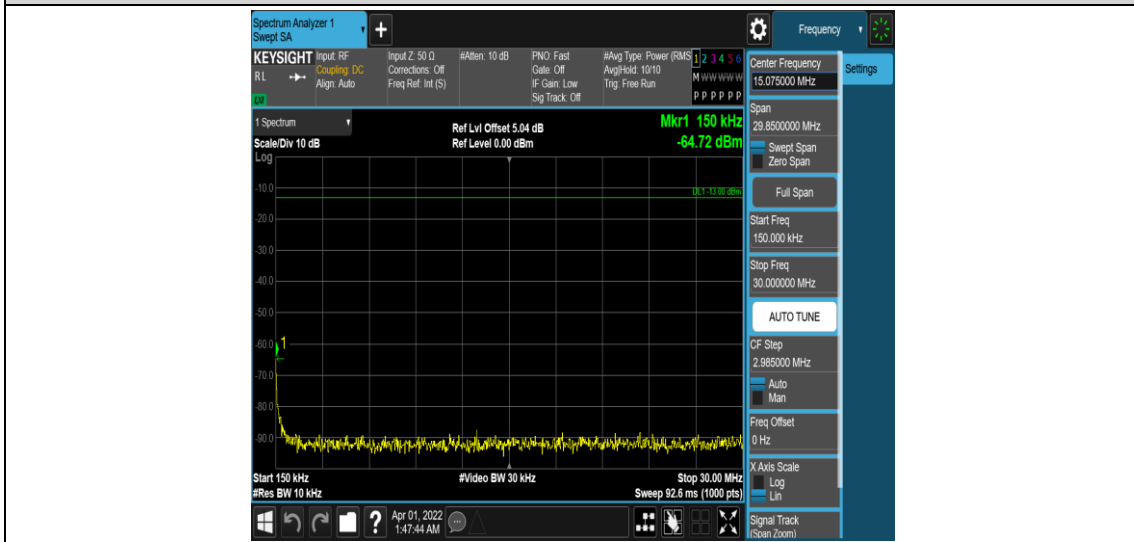 Spectrum Analyzer 1
Swept SA
+
Frequency
KEYSIGHT
RL
Input: RF
Coupling: DC
Align: Auto
Input Z: 50 Ω
Corrections: Off
Freq Ref: Int (S)
#Atten: 10 dB
PNO: Fast
Gate: Off
IF Gain: Low
Sig Track: Off
#Avg Type: Power (RMS
Avg|Hold: 10/10
Trig: Free Run
1 2 3 4 5 6
M W W W W W
P P P P P P
1 Spectrum
Scale/Div 10 dB
Log
Ref Lvl Offset 5.04 dB
Ref Level 0.00 dBm
Mkr1 150 kHz
-64.72 dBm
DL1 -13.00 dBm
-10.0
-20.0
-30.0
-40.0
-50.0
-60.0
1
-70.0
-80.0
-90.0
Start 150 kHz
#Video BW 30 kHz
Stop 30.00 MHz
#Res BW 10 kHz
Sweep 92.6 ms (1000 pts)
?
Apr 01, 2022
1:47:44 AM
Center Frequency
15.075000 MHz
Settings
Span
29.8500000 MHz
Swept Span
Zero Span
Full Span
Start Freq
150.000 kHz
Stop Freq
30.000000 MHz
AUTO TUNE
CF Step
2.985000 MHz
Auto
Man
Freq Offset
0 Hz
X Axis Scale
Log
Lin
Signal Track
(Span Zoom)